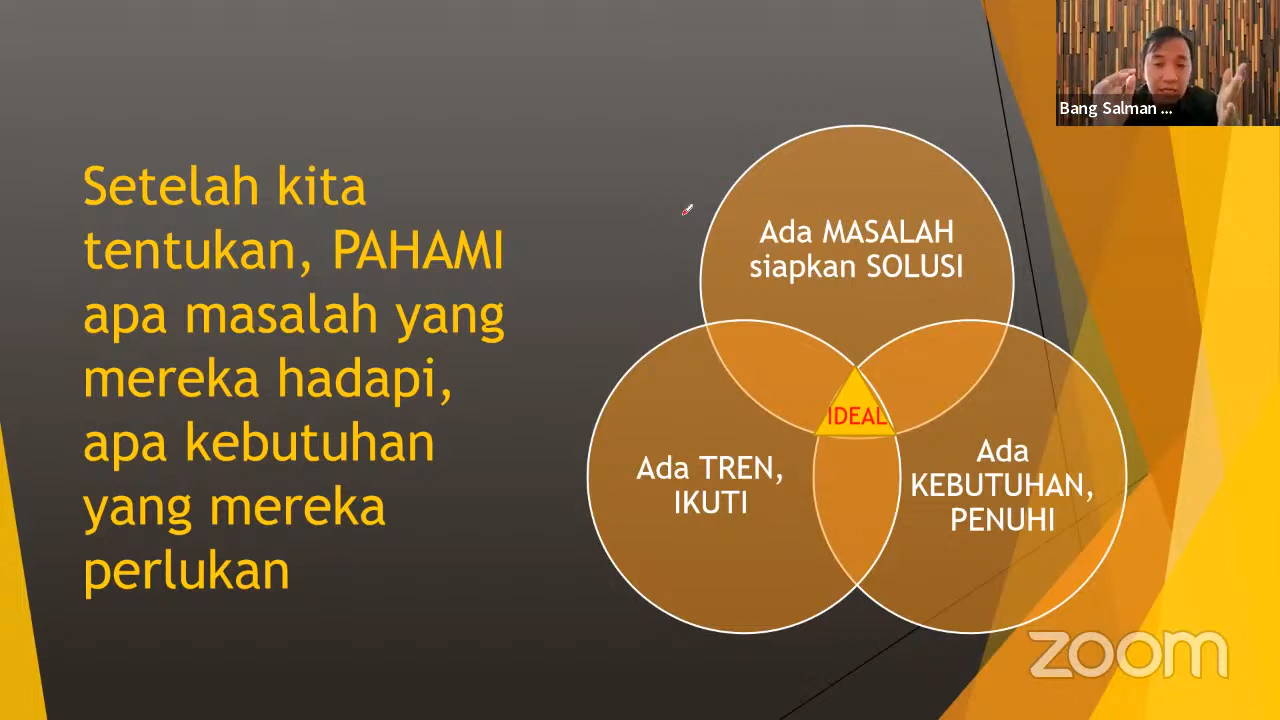 Bang Salman ...
Setelah kita
tentukan, PAHAMI
apa masalah yang
mereka hadapi,
apa kebutuhan
yang mereka
perlukan
Ada MASALAH
siapkan SOLUSI
IDEAL
Ada TREN,
IKUTI
Ada
KEBUTUHAN,
PENUHI
zoom